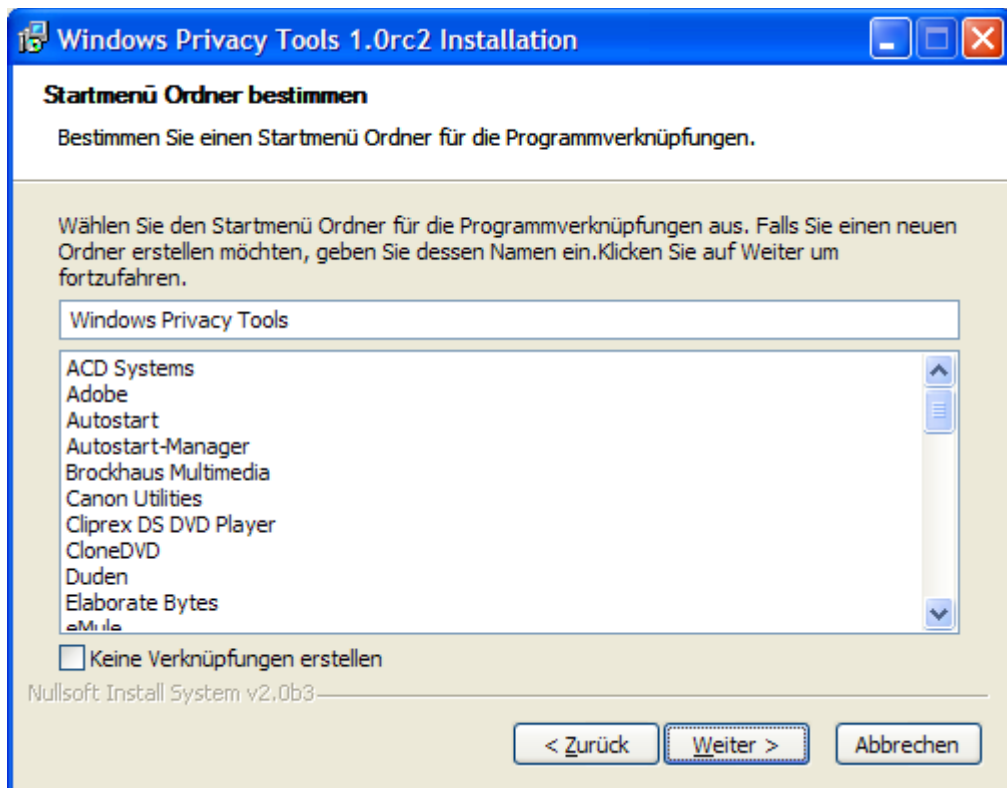 Windows Privacy Tools 1.0rc2 Installation
Startmenü Ordner bestimmen
Bestimmen Sie einen Startmenü Ordner für die Programmverknüpfungen.
Wählen Sie den Startmenü Ordner für die Programmverknüpfungen aus. Falls Sie einen neuen
Ordner erstellen möchten, geben Sie dessen Namen ein.Klicken Sie auf Weiter um
fortzufahren.
Windows Privacy Tools
ACD Systems
Adobe
Autostart
Autostart-Manager
Brockhaus Multimedia
Canon Utilities
Cliprex DS DVD Player
CloneDVD
Duden
Elaborate Bytes
eMule
Keine Verknüpfungen erstellen
Nullsoft Install System v2.0b3
< Zurück Weiter > Abbrechen